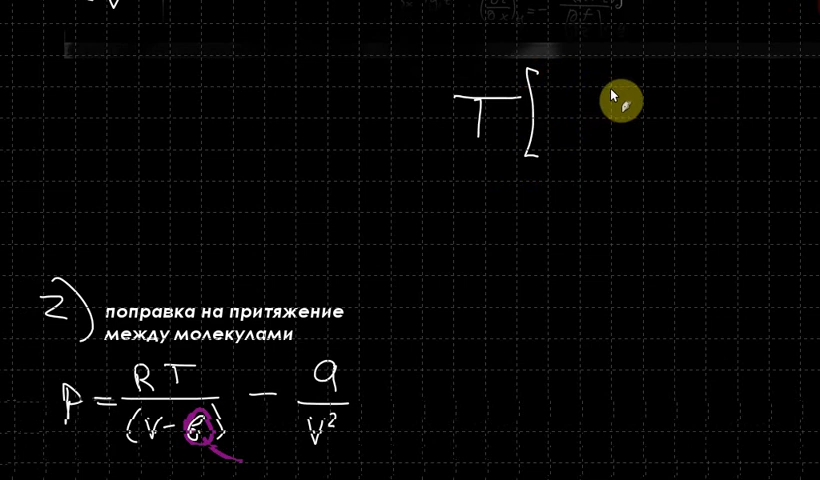 T [
2) поправка на притяжение
между молекулами
P = RT / (V - в) - a / V²